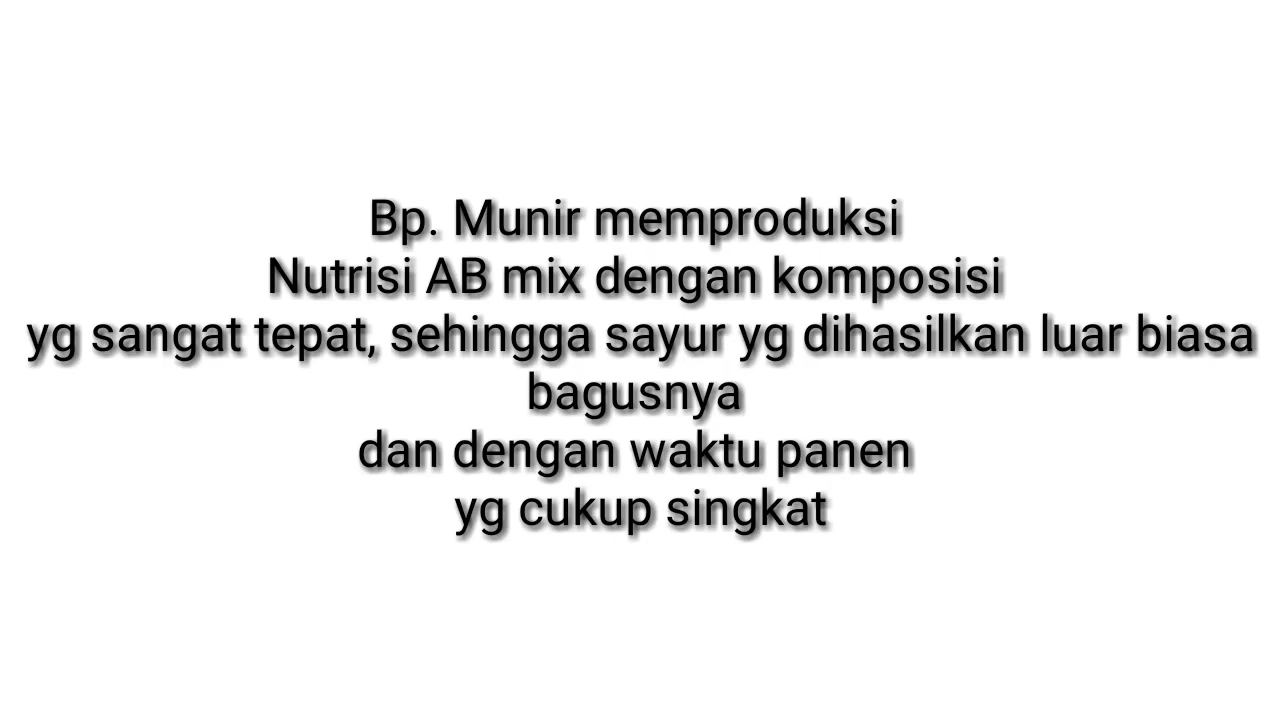 Bp. Munir memproduksi
Nutrisi AB mix dengan komposisi
yg sangat tepat, sehingga sayur yg dihasilkan luar biasa
bagusnya
dan dengan waktu panen
yg cukup singkat